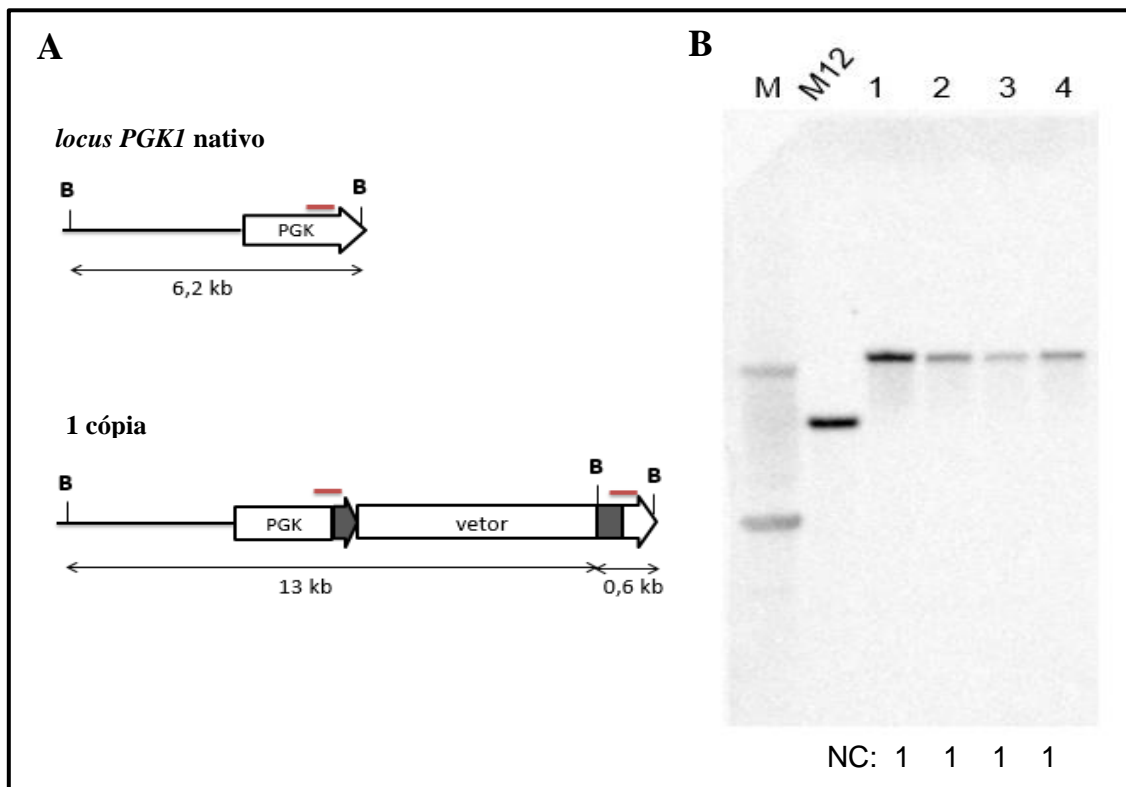 A
locus PGK1 nativo
B B
PGK
6,2 kb
1 cópia
B B B
PGK vetor
13 kb 0,6 kb
B
M M12 1 2 3 4
NC: 1 1 1 1